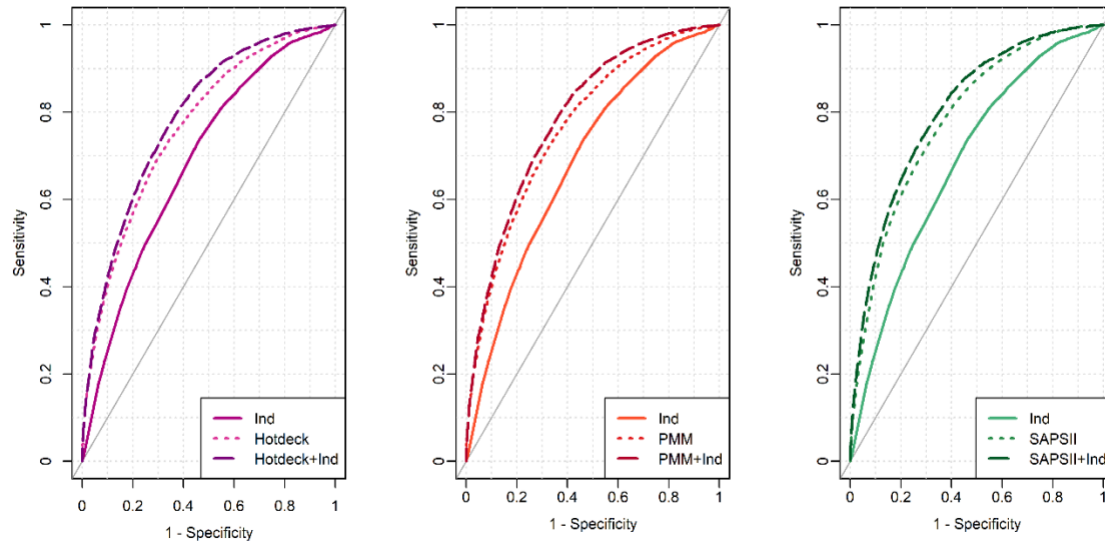 Sensitivity
1
0.8
0.6
0.4
0.2
0
Ind
Hotdeck
Hotdeck+Ind
0 0.2 0.4 0.6 0.8 1
1 - Specificity
Sensitivity
1
0.8
0.6
0.4
0.2
0
Ind
PMM
PMM+Ind
0 0.2 0.4 0.6 0.8 1
1 - Specificity
Sensitivity
1
0.8
0.6
0.4
0.2
0
Ind
SAPSII
SAPSII+Ind
0 0.2 0.4 0.6 0.8 1
1 - Specificity